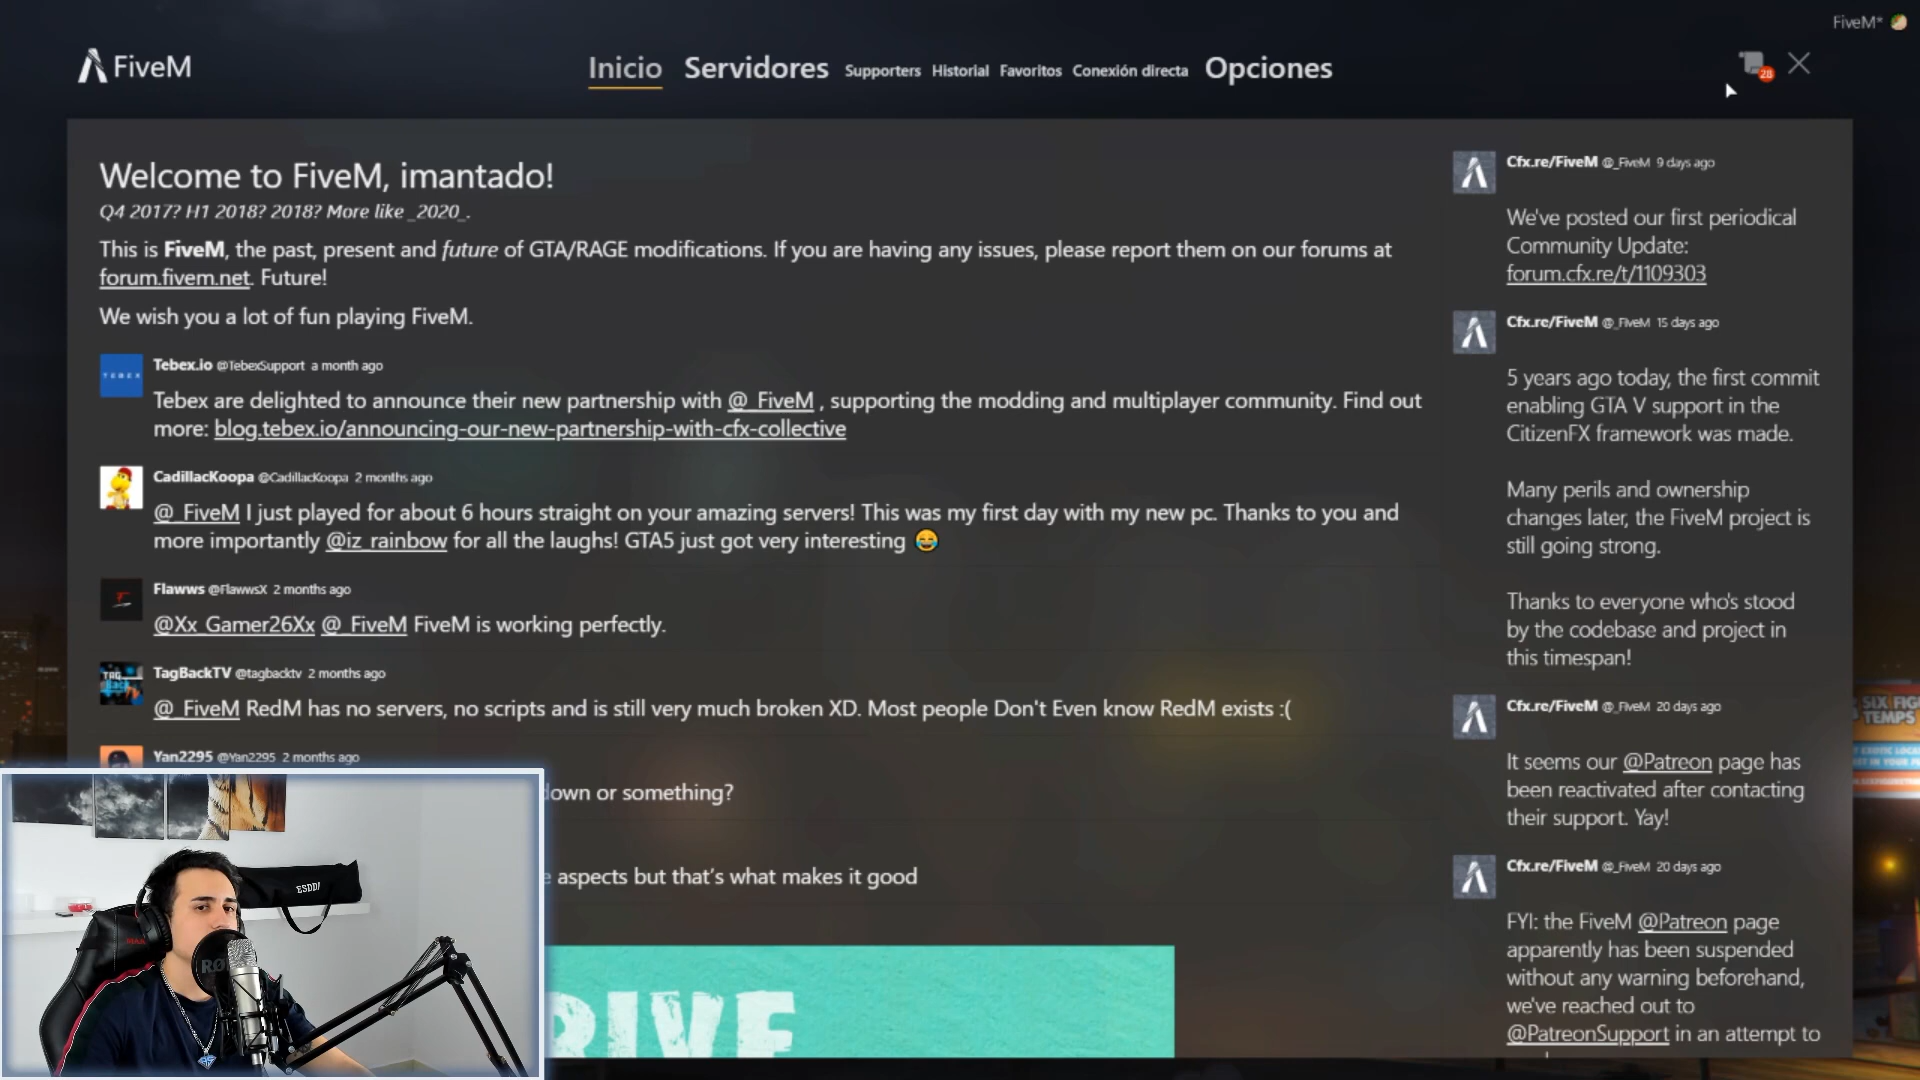 FiveM*
FiveM
Inicio Servidores Supporters Historial Favoritos Conexión directa Opciones
28
Welcome to FiveM, imantado!
Q4 2017? H1 2018? 2018? More like _2020_.
This is FiveM, the past, present and future of GTA/RAGE modifications. If you are having any issues, please report them on our forums at
forum.fivem.net. Future!
We wish you a lot of fun playing FiveM.
TEBEX
Tebex.io @TebexSupport a month ago
Tebex are delighted to announce their new partnership with @_FiveM , supporting the modding and multiplayer community. Find out
more: blog.tebex.io/announcing-our-new-partnership-with-cfx-collective
CadillacKoopa @CadillacKoopa 2 months ago
@_FiveM I just played for about 6 hours straight on your amazing servers! This was my first day with my new pc. Thanks to you and
more importantly @iz_rainbow for all the laughs! GTA5 just got very interesting 😂
Flawws @FlawwsX 2 months ago
@Xx_Gamer26Xx @_FiveM FiveM is working perfectly.
TAG
Back
TagBackTV @tagbacktv 2 months ago
@_FiveM RedM has no servers, no scripts and is still very much broken XD. Most people Don't Even know RedM exists :(
Yan2295 @Yan2295 2 months ago
down or something?
aspects but that's what makes it good
RIVE
Cfx.re/FiveM @_FiveM 9 days ago
We've posted our first periodical
Community Update:
forum.cfx.re/t/1109303
Cfx.re/FiveM @_FiveM 15 days ago
5 years ago today, the first commit
enabling GTA V support in the
CitizenFX framework was made.
Many perils and ownership
changes later, the FiveM project is
still going strong.
Thanks to everyone who's stood
by the codebase and project in
this timespan!
Cfx.re/FiveM @_FiveM 20 days ago
It seems our @Patreon page has
been reactivated after contacting
their support. Yay!
Cfx.re/FiveM @_FiveM 20 days ago
FYI: the FiveM @Patreon page
apparently has been suspended
without any warning beforehand,
we've reached out to
@PatreonSupport in an attempt to
SIX FIG
TEMPS
ESDDI
MAX
RØ